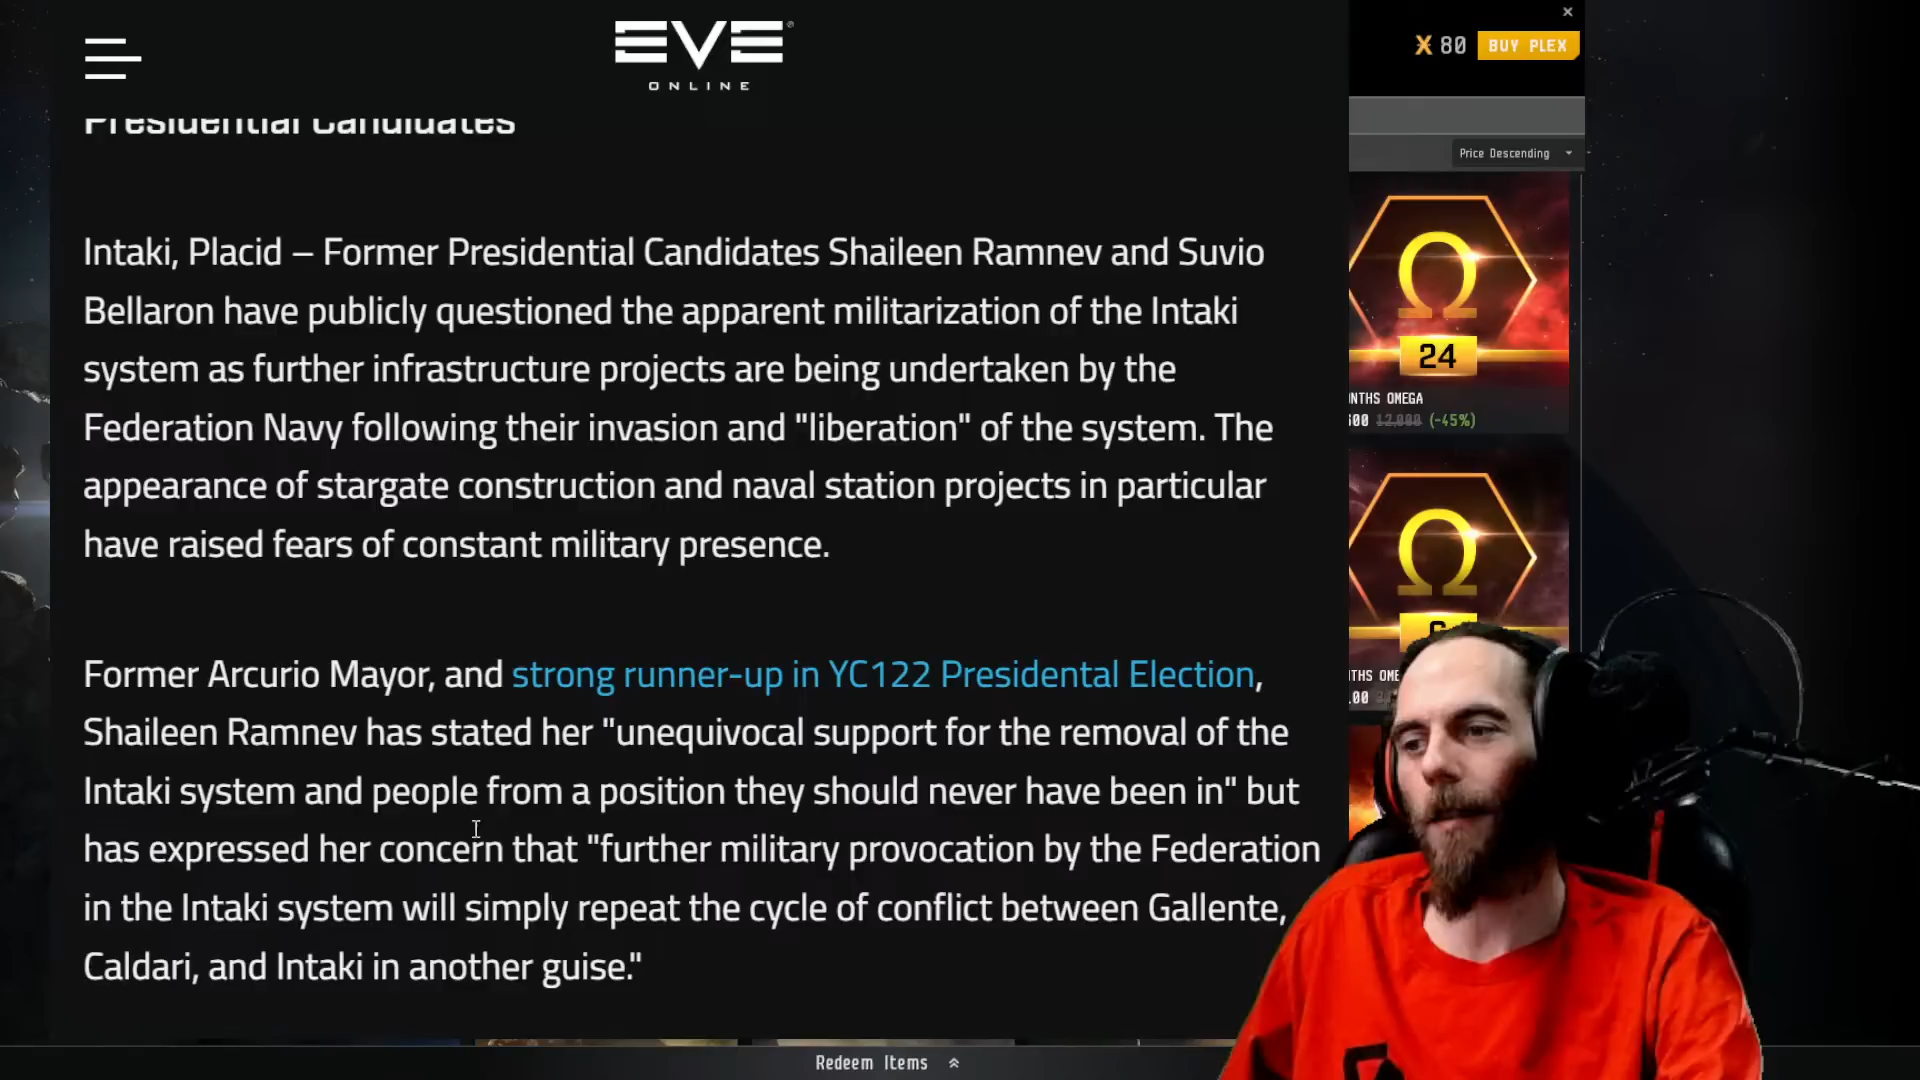 EVE
ONLINE
80 BUY PLEX
Presidential Candidates
Price Descending
Intaki, Placid – Former Presidential Candidates Shaileen Ramnev and Suvio
Bellaron have publicly questioned the apparent militarization of the Intaki
system as further infrastructure projects are being undertaken by the
Federation Navy following their invasion and "liberation" of the system. The
appearance of stargate construction and naval station projects in particular
have raised fears of constant military presence.
Ω
24
12,000 (-45%)
Ω
Former Arcurio Mayor, and strong runner-up in YC122 Presidental Election,
Shaileen Ramnev has stated her "unequivocal support for the removal of the
Intaki system and people from a position they should never have been in" but
has expressed her concern that "further military provocation by the Federation
in the Intaki system will simply repeat the cycle of conflict between Gallente,
Caldari, and Intaki in another guise."
Redeem Items